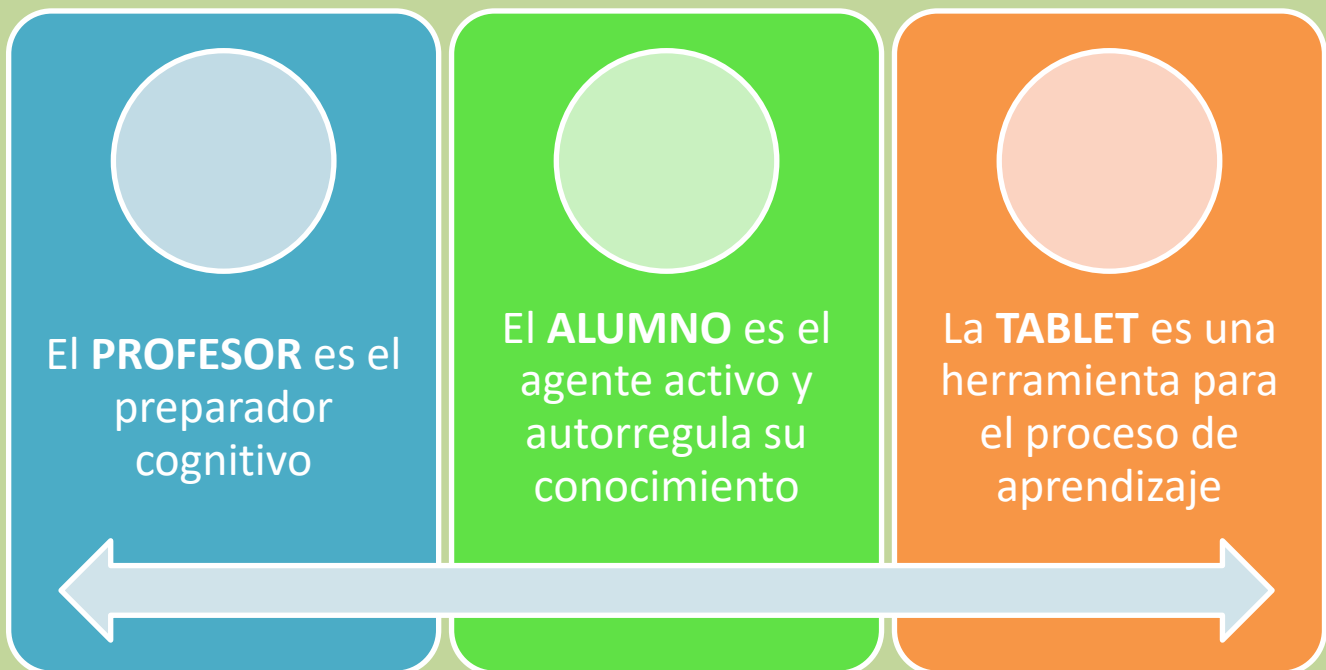 El PROFESOR es el
preparador
cognitivo
El ALUMNO es el
agente activo y
autorregula su
conocimiento
La TABLET es una
herramienta para
el proceso de
aprendizaje